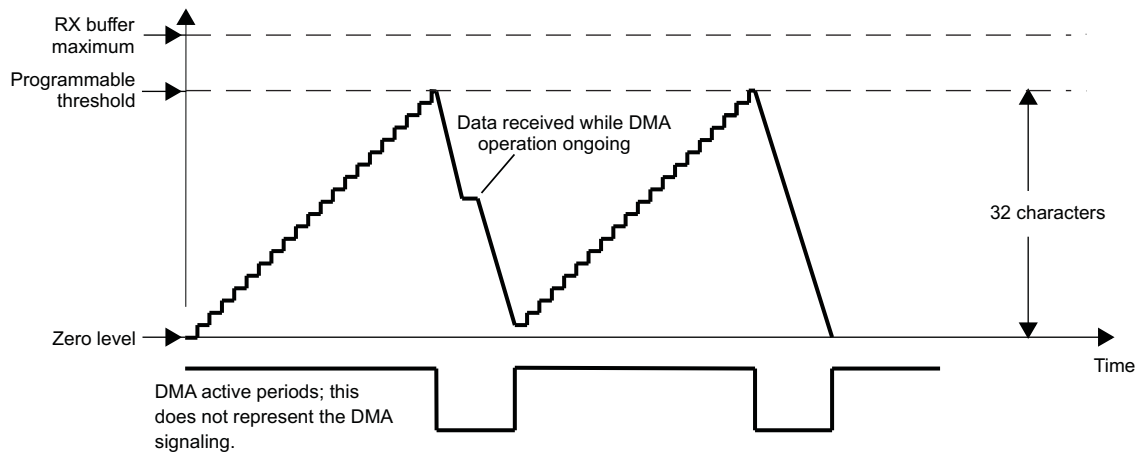 RX buffer
maximum
Programmable
threshold
Data received while DMA
operation ongoing
32 characters
Zero level
Time
DMA active periods; this
does not represent the DMA
signaling.